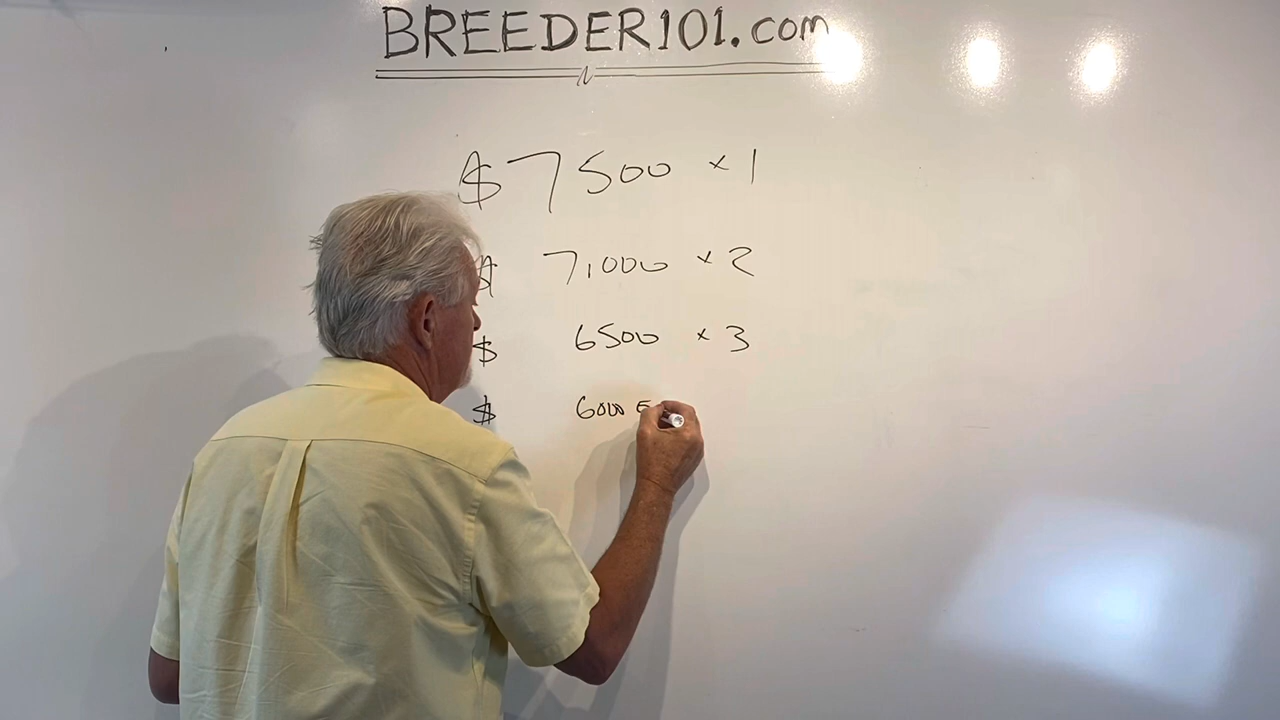 BREEDER101.com
$7500 × 1
$ 7,000 × 2
$ 6500 × 3
$ 6000